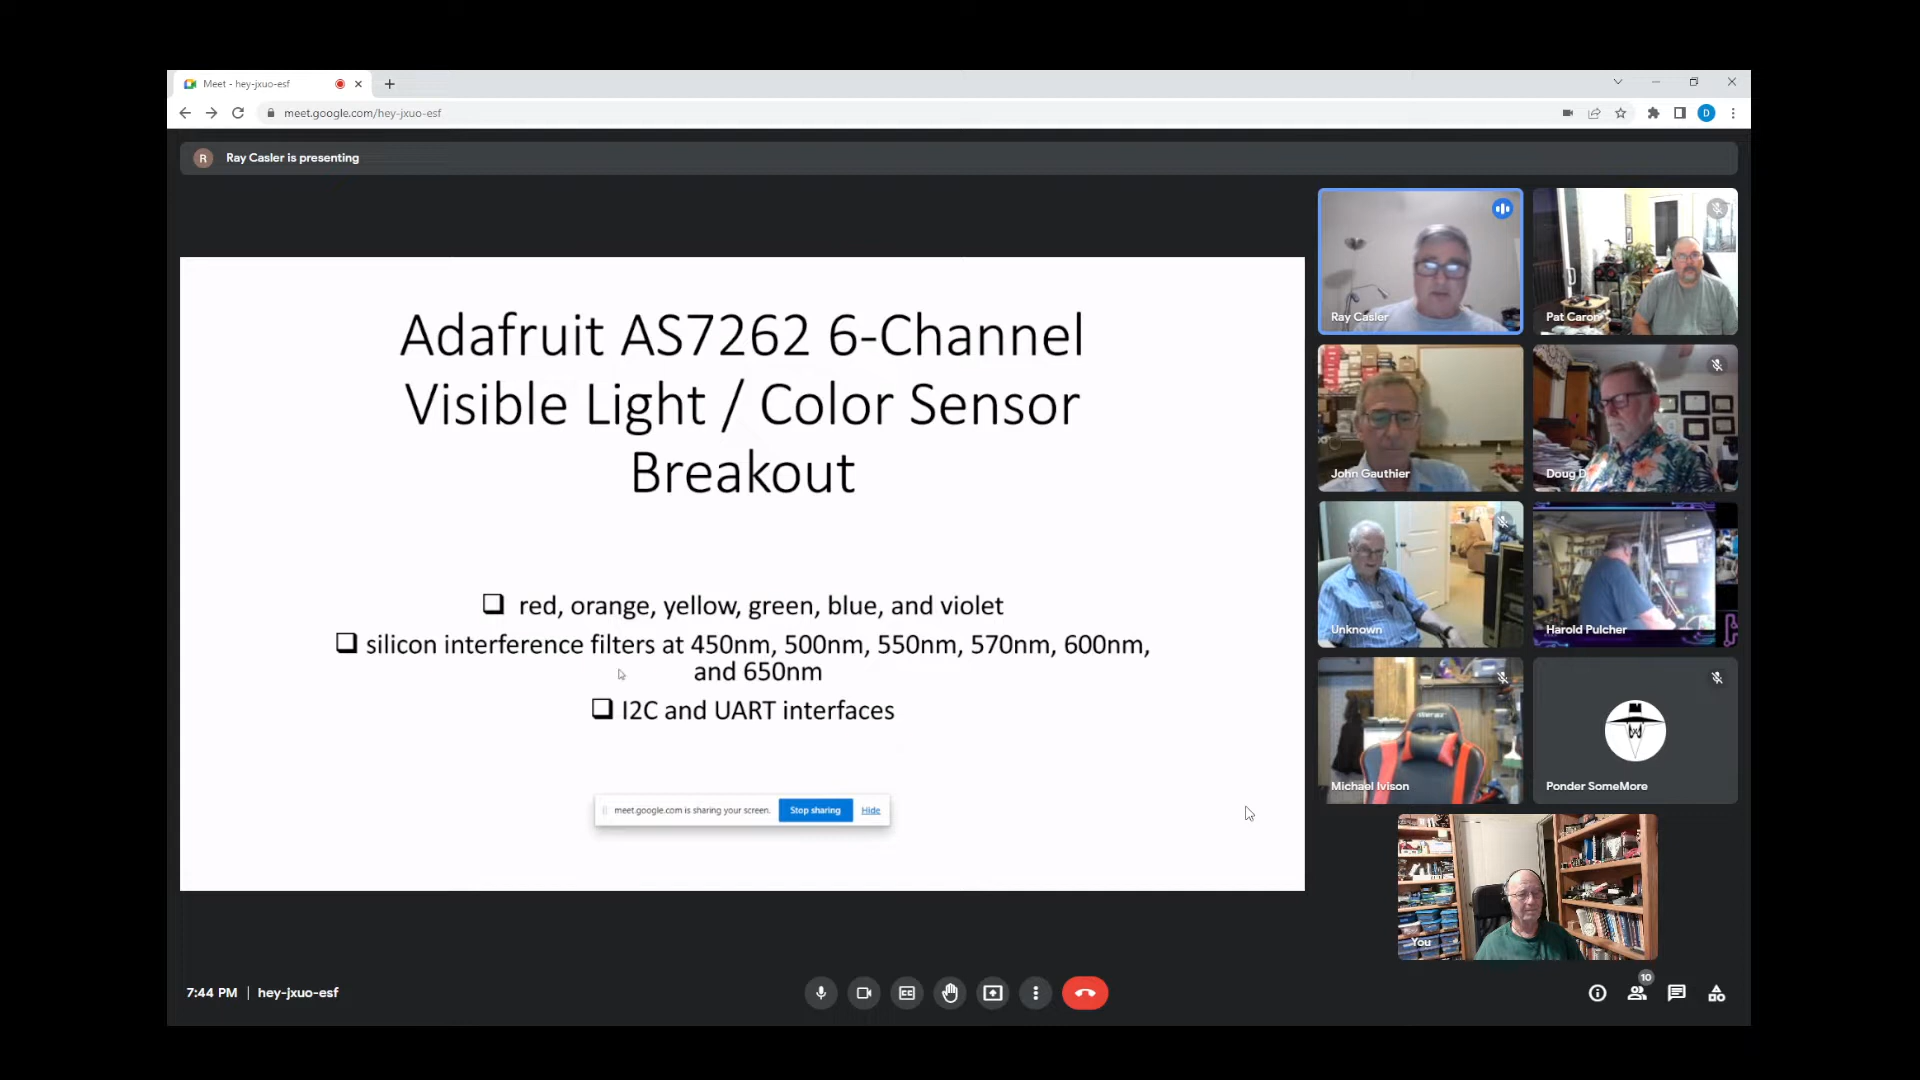 Meet - hey-jxuo-esf
meet.google.com/hey-jxuo-esf
D
R
Ray Casler is presenting
Adafruit AS7262 6-Channel
Visible Light / Color Sensor
Breakout
red, orange, yellow, green, blue, and violet
silicon interference filters at 450nm, 500nm, 550nm, 570nm, 600nm,
and 650nm
I2C and UART interfaces
meet.google.com is sharing your screen.
Stop sharing
Hide
Ray Casler
Pat Caron
John Gauthier
Doug D
Unknown
Harold Pulcher
Michael Ivison
Ponder SomeMore
You
7:44 PM | hey-jxuo-esf
CC
10